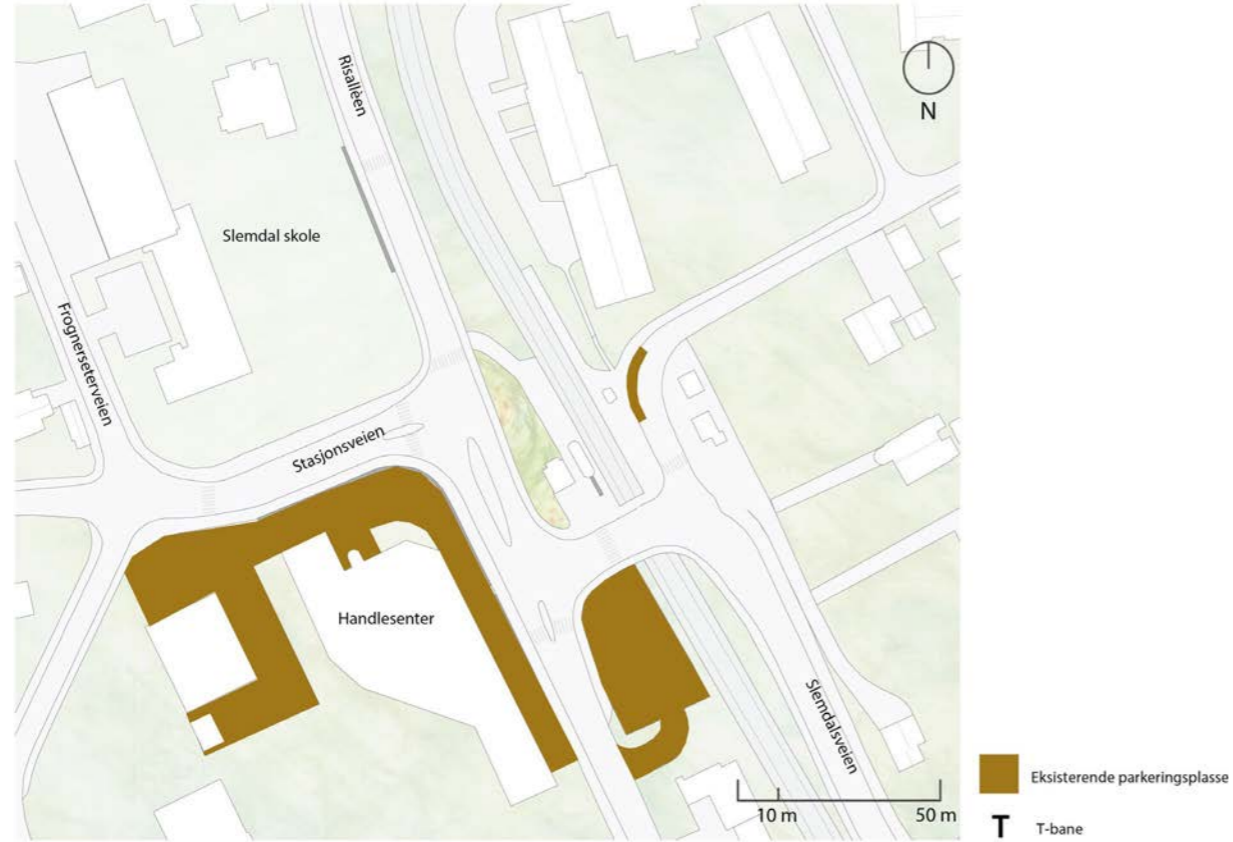 Risallèen
N
Slemdal skole
Frognerseterveien
Stasjonsveien
Handlesenter
Slemdalsveien
10 m
50 m
Eksisterende parkeringsplasse
T
T-bane